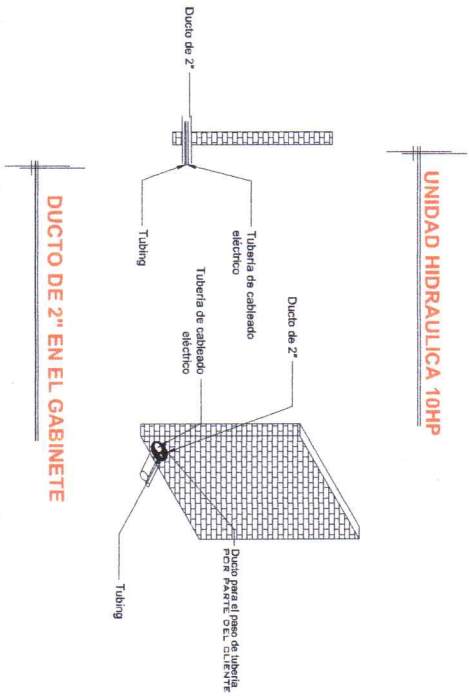 UNIDAD HIDRAULICA 10HP
Ducto de 2"
Tubería de cableado
eléctrico
Tubing
Ducto de 2"
Tubería de cableado
eléctrico
Ducto para el paso de tubería
POR PARTE DEL CLIENTE
Tubing
DUCTO DE 2" EN EL GABINETE